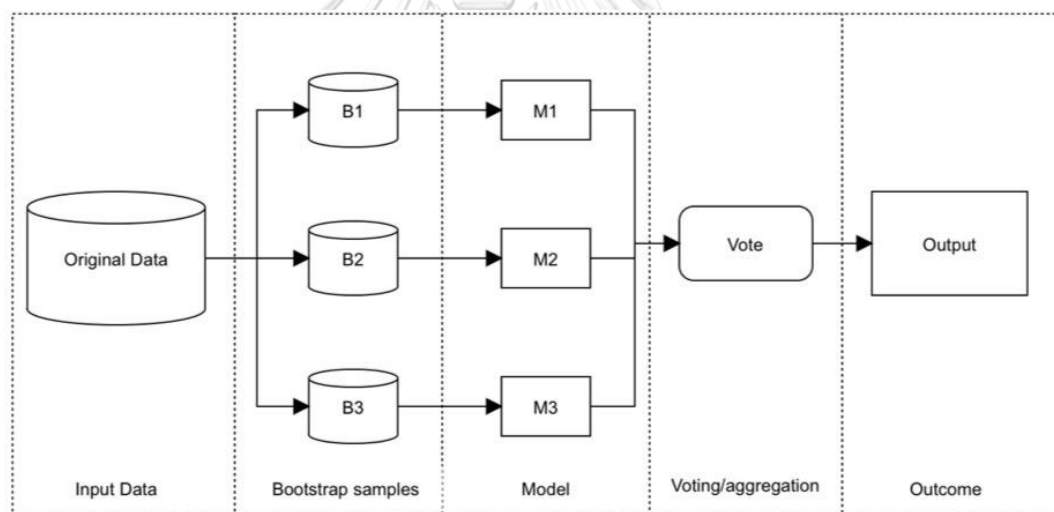 B1
M1
Original Data
B2
M2
Vote
Output
B3
M3
Input Data
Bootstrap samples
Model
Voting/aggregation
Outcome